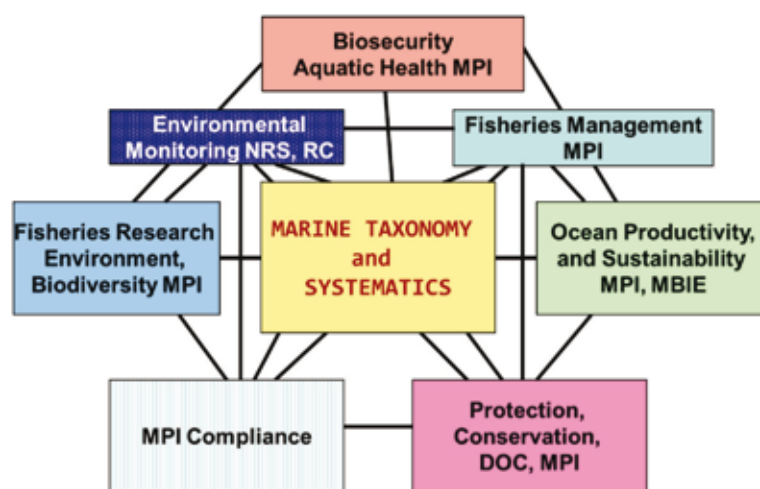 Biosecurity
Aquatic Health MPI
Environmental
Monitoring NRS, RC
Fisheries Management
MPI
Fisheries Research
Environment,
Biodiversity MPI
MARINE TAXONOMY
and
SYSTEMATICS
Ocean Productivity,
and Sustainability
MPI, MBIE
MPI Compliance
Protection,
Conservation,
DOC, MPI